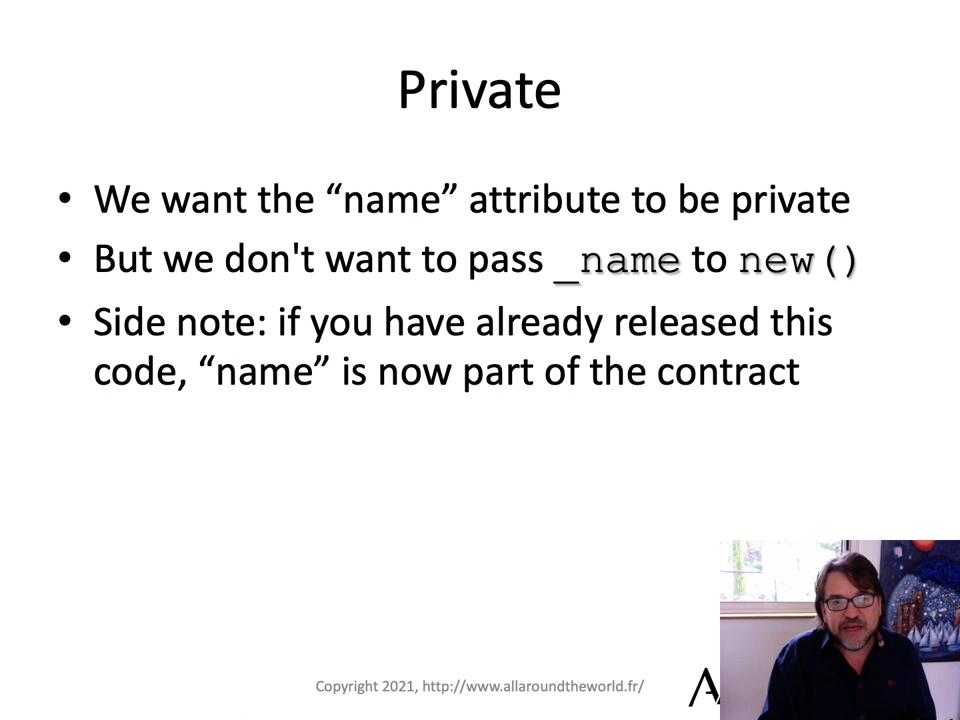 Private
• We want the “name” attribute to be private
• But we don't want to pass _name to new()
• Side note: if you have already released this
code, “name” is now part of the contract
Copyright 2021, http://www.allaroundtheworld.fr/